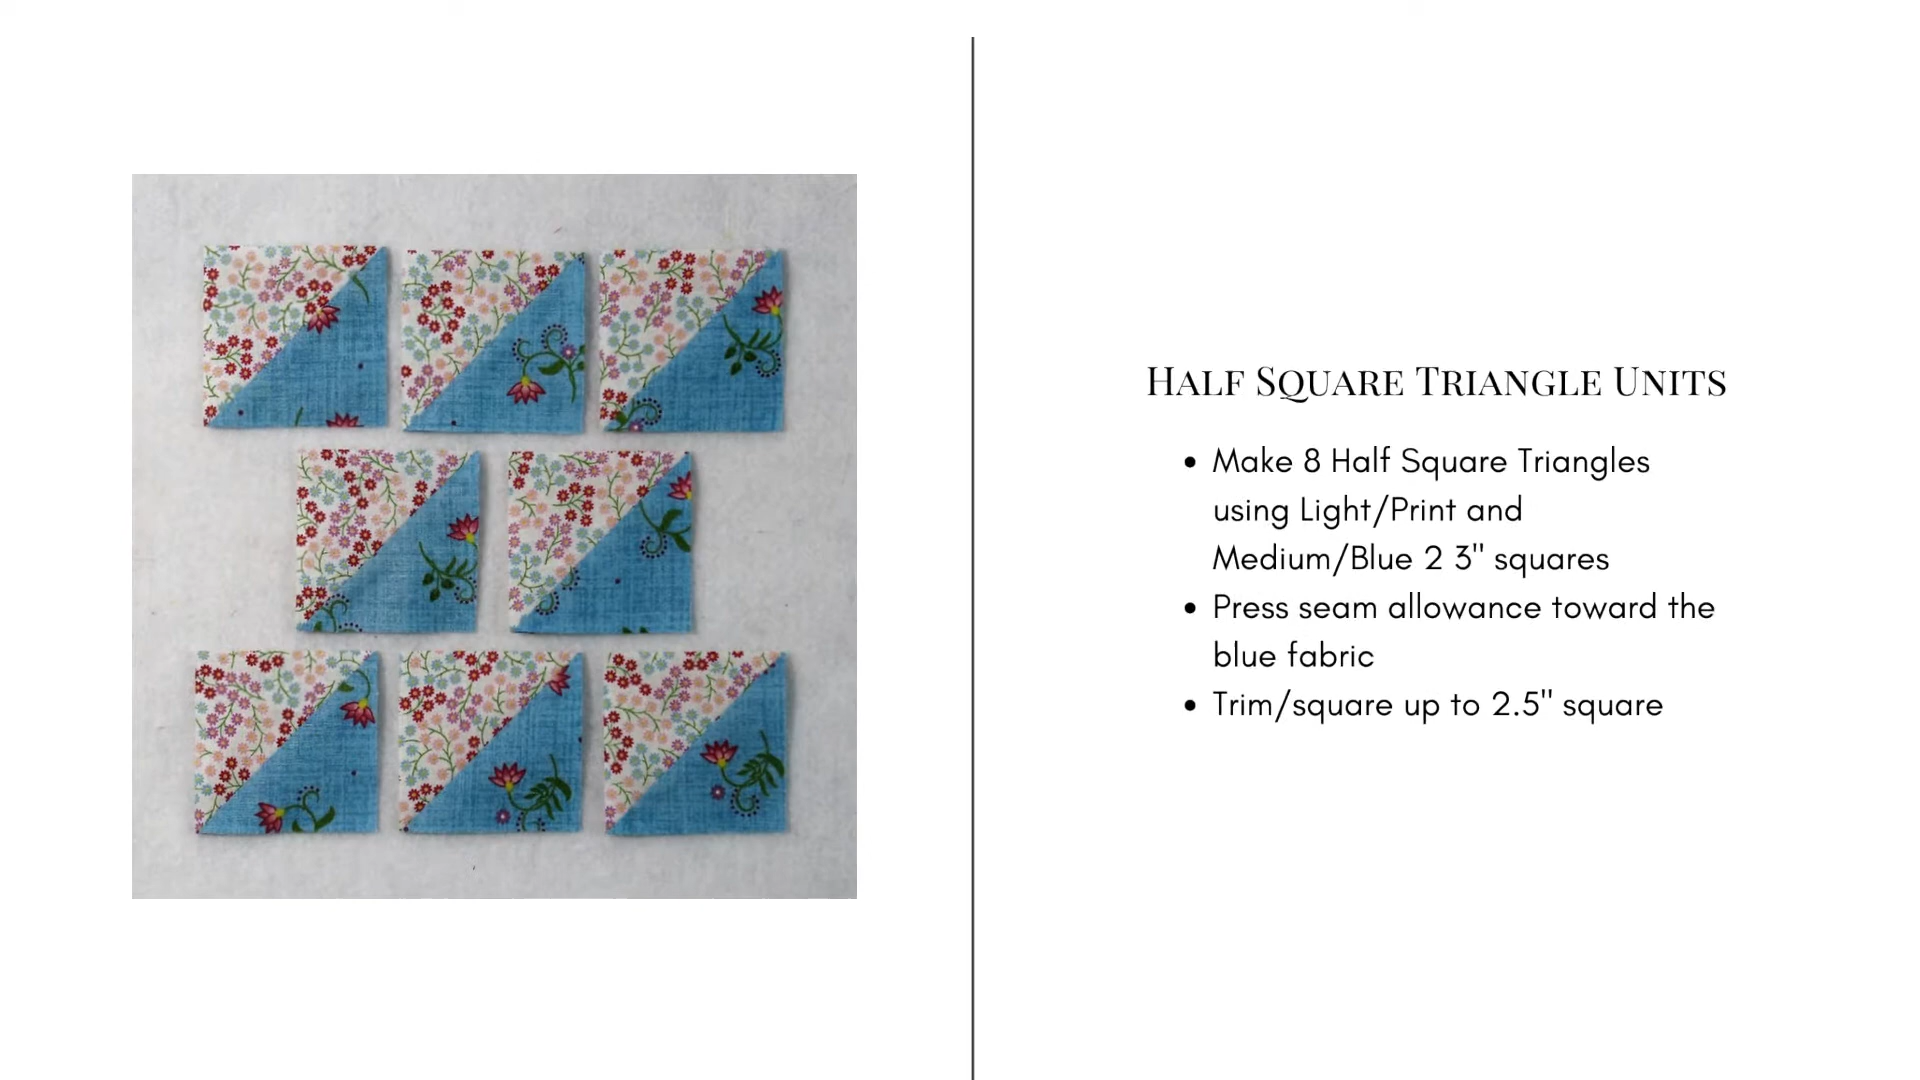 Half Square Triangle Units
• Make 8 Half Square Triangles
using Light/Print and
Medium/Blue 2 3" squares
• Press seam allowance toward the
blue fabric
• Trim/square up to 2.5" square